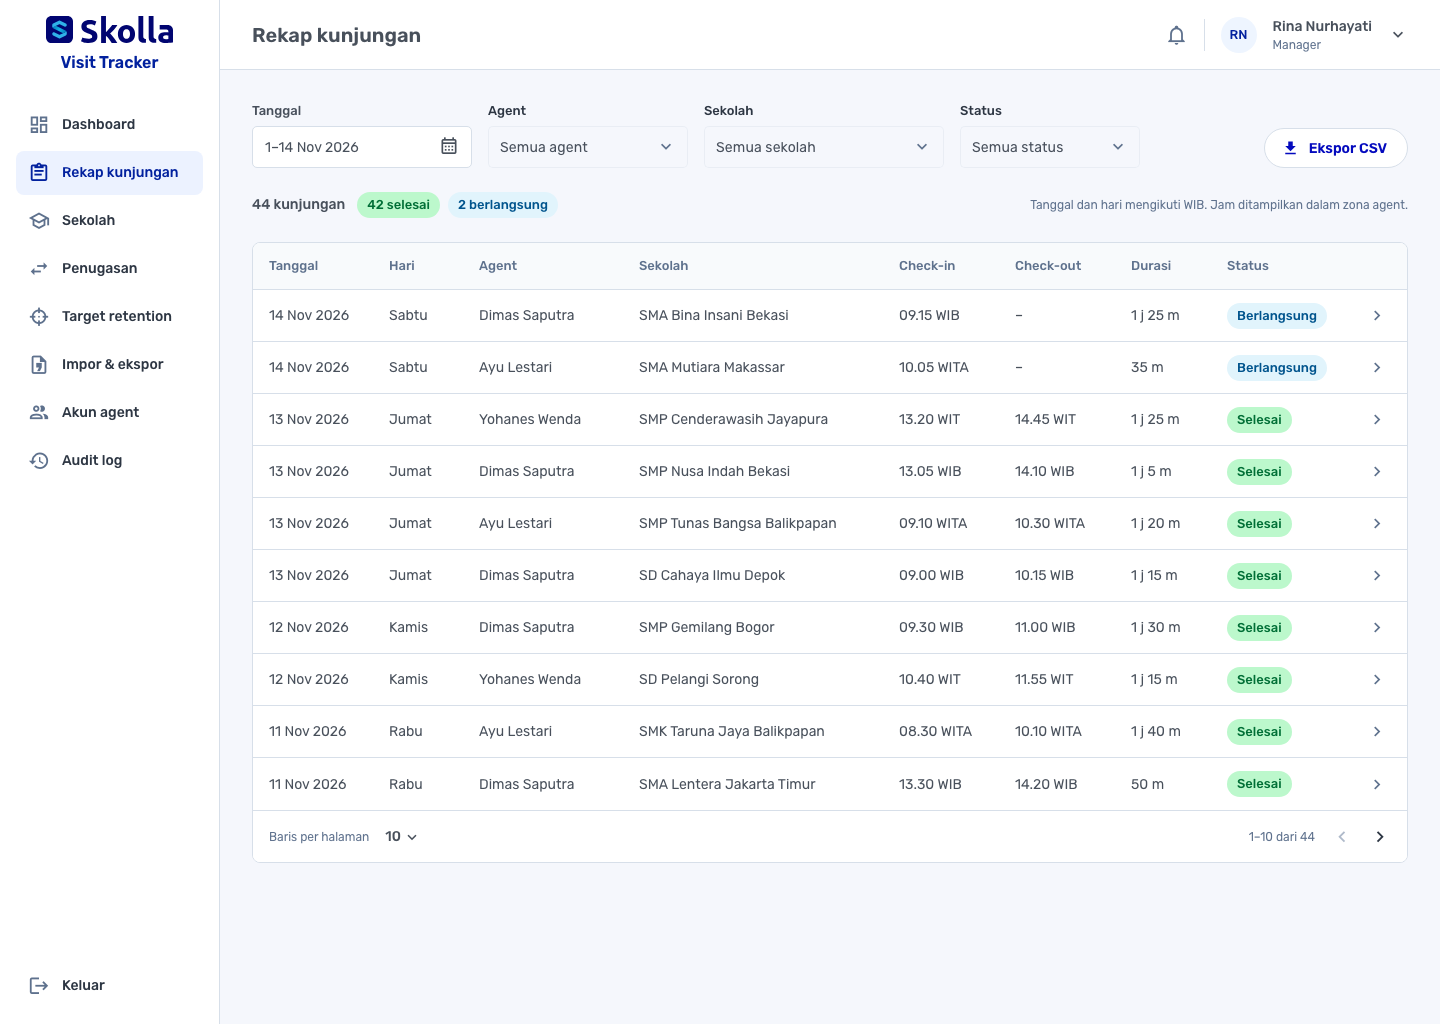 Skolla
Visit Tracker
Dashboard
Rekap kunjungan
Sekolah
Penugasan
Target retention
Impor & ekspor
Akun agent
Audit log
Keluar
Rekap kunjungan
RN
Rina Nurhayati
Manager
Tanggal Agent Sekolah Status
1–14 Nov 2026 Semua agent Semua sekolah Semua status Ekspor CSV
44 kunjungan 42 selesai 2 berlangsung Tanggal dan hari mengikuti WIB. Jam ditampilkan dalam zona agent.
Tanggal Hari Agent Sekolah Check-in Check-out Durasi Status
14 Nov 2026 Sabtu Dimas Saputra SMA Bina Insani Bekasi 09.15 WIB – 1 j 25 m Berlangsung
14 Nov 2026 Sabtu Ayu Lestari SMA Mutiara Makassar 10.05 WITA – 35 m Berlangsung
13 Nov 2026 Jumat Yohanes Wenda SMP Cenderawasih Jayapura 13.20 WIT 14.45 WIT 1 j 25 m Selesai
13 Nov 2026 Jumat Dimas Saputra SMP Nusa Indah Bekasi 13.05 WIB 14.10 WIB 1 j 5 m Selesai
13 Nov 2026 Jumat Ayu Lestari SMP Tunas Bangsa Balikpapan 09.10 WITA 10.30 WITA 1 j 20 m Selesai
13 Nov 2026 Jumat Dimas Saputra SD Cahaya Ilmu Depok 09.00 WIB 10.15 WIB 1 j 15 m Selesai
12 Nov 2026 Kamis Dimas Saputra SMP Gemilang Bogor 09.30 WIB 11.00 WIB 1 j 30 m Selesai
12 Nov 2026 Kamis Yohanes Wenda SD Pelangi Sorong 10.40 WIT 11.55 WIT 1 j 15 m Selesai
11 Nov 2026 Rabu Ayu Lestari SMK Taruna Jaya Balikpapan 08.30 WITA 10.10 WITA 1 j 40 m Selesai
11 Nov 2026 Rabu Dimas Saputra SMA Lentera Jakarta Timur 13.30 WIB 14.20 WIB 50 m Selesai
Baris per halaman 10 1–10 dari 44